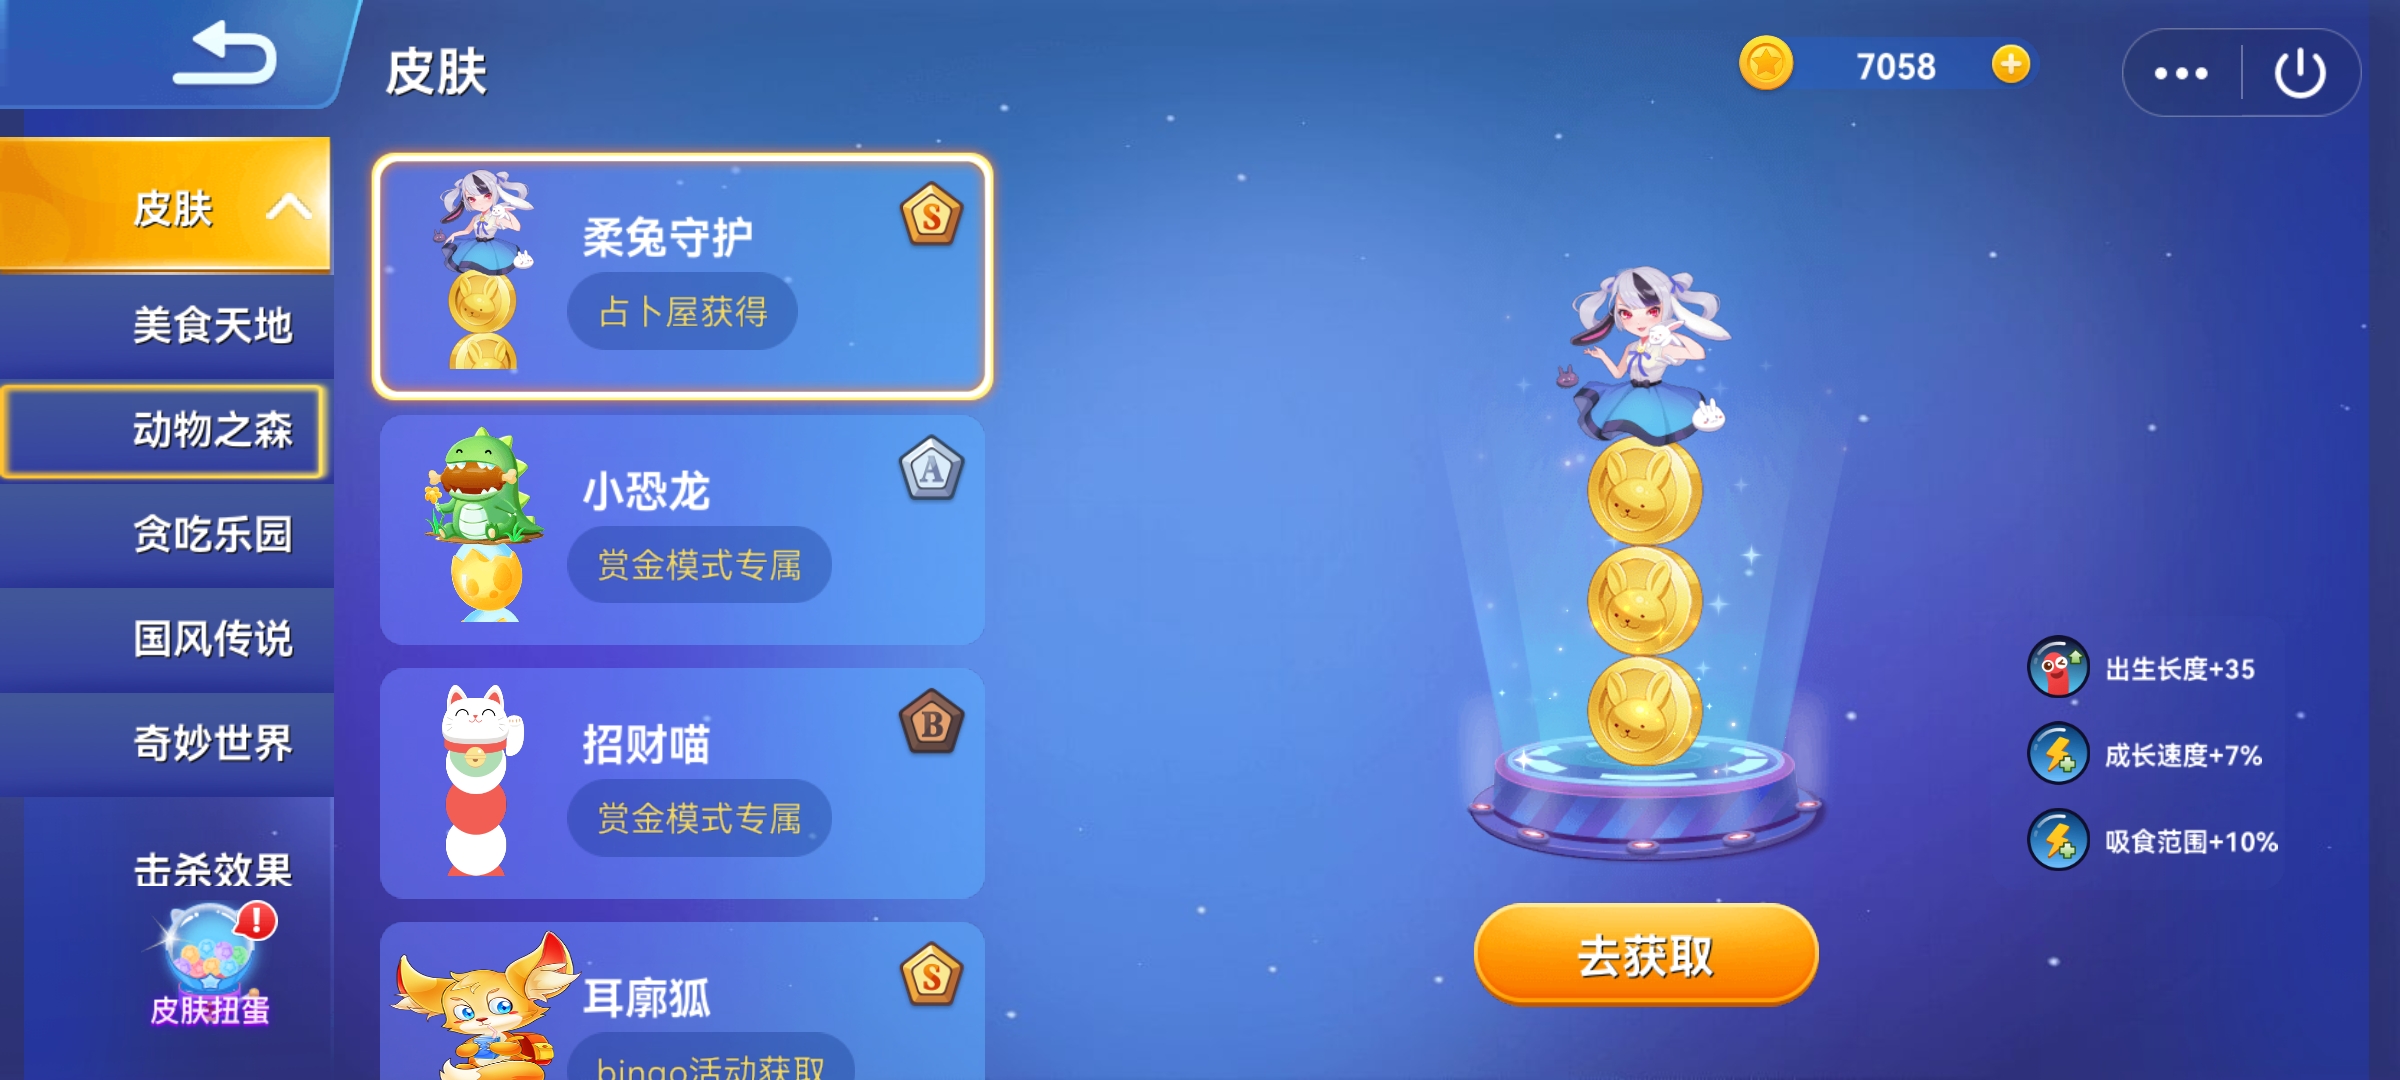 皮肤
7058
皮肤
美食天地
动物之森
贪吃乐园
国风传说
奇妙世界
击杀效果
皮肤扭蛋
柔兔守护
S
占卜屋获得
小恐龙
A
赏金模式专属
招财喵
B
赏金模式专属
耳廓狐
S
bingo活动获取
出生长度+35
成长速度+7%
吸食范围+10%
去获取